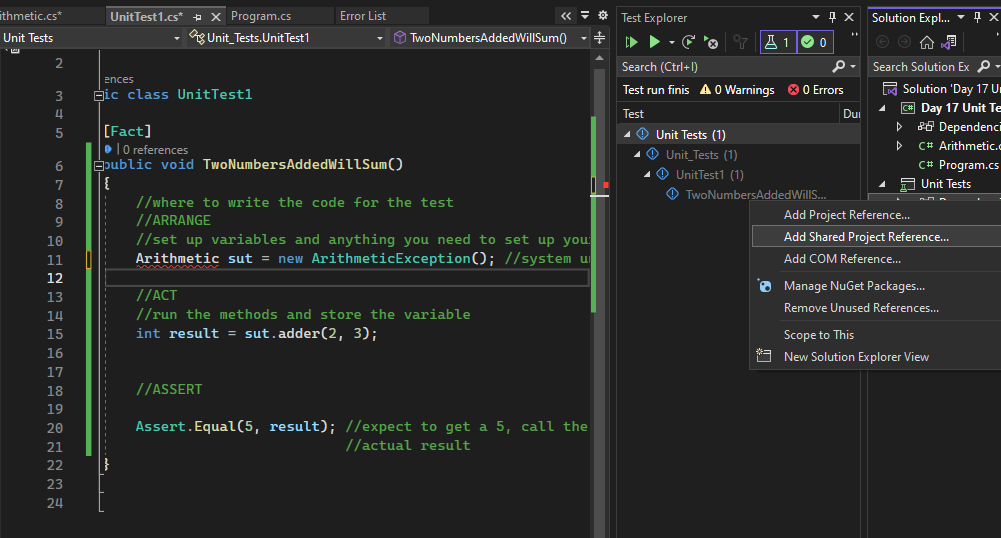 ithmetic.cs*
UnitTest1.cs*
Program.cs
Error List
Unit Tests
Unit_Tests.UnitTest1
TwoNumbersAddedWillSum()
2
ences
3 ic class UnitTest1
4
5 [Fact]
| 0 references
6 public void TwoNumbersAddedWillSum()
7 {
8 //where to write the code for the test
9 //ARRANGE
10 //set up variables and anything you need to set up you
11 Arithmetic sut = new ArithmeticException(); //system u
12
13 //ACT
14 //run the methods and store the variable
15 int result = sut.adder(2, 3);
16
17
18 //ASSERT
19
20 Assert.Equal(5, result); //expect to get a 5, call the
21 //actual result
22 }
23
24
Test Explorer
1
0
Search (Ctrl+I)
Test run finis
0 Warnings
0 Errors
Test
Dur
Unit Tests (1)
Unit_Tests (1)
UnitTest1 (1)
TwoNumbersAddedWillS...
Solution Expl...
Search Solution Ex
Solution 'Day 17 Unit
C# Day 17 Unit Te
Dependenci
C# Arithmetic.c
C# Program.cs
Unit Tests
Add Project Reference...
Add Shared Project Reference...
Add COM Reference...
Manage NuGet Packages...
Remove Unused References...
Scope to This
New Solution Explorer View